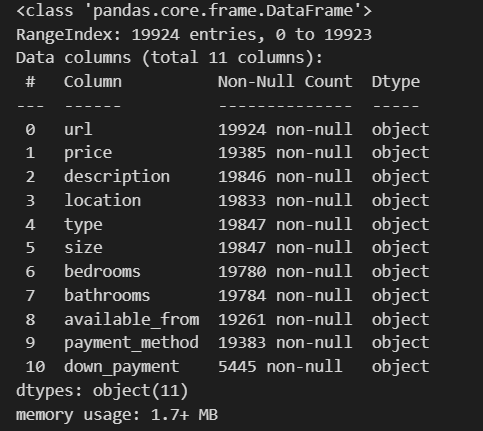 <class 'pandas.core.frame.DataFrame'>
RangeIndex: 19924 entries, 0 to 19923
Data columns (total 11 columns):
 #   Column          Non-Null Count  Dtype
---  ------          --------------  -----
 0   url             19924 non-null  object
 1   price           19385 non-null  object
 2   description     19846 non-null  object
 3   location        19833 non-null  object
 4   type            19847 non-null  object
 5   size            19847 non-null  object
 6   bedrooms        19780 non-null  object
 7   bathrooms       19784 non-null  object
 8   available_from  19261 non-null  object
 9   payment_method  19383 non-null  object
 10  down_payment    5445 non-null   object
dtypes: object(11)
memory usage: 1.7+ MB